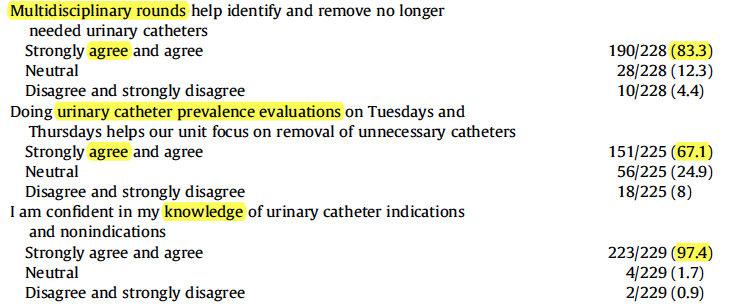 Multidisciplinary rounds help identify and remove no longer
needed urinary catheters
Strongly agree and agree 190/228 (83.3)
Neutral 28/228 (12.3)
Disagree and strongly disagree 10/228 (4.4)
Doing urinary catheter prevalence evaluations on Tuesdays and
Thursdays helps our unit focus on removal of unnecessary catheters
Strongly agree and agree 151/225 (67.1)
Neutral 56/225 (24.9)
Disagree and strongly disagree 18/225 (8)
I am confident in my knowledge of urinary catheter indications
and nonindications
Strongly agree and agree 223/229 (97.4)
Neutral 4/229 (1.7)
Disagree and strongly disagree 2/229 (0.9)